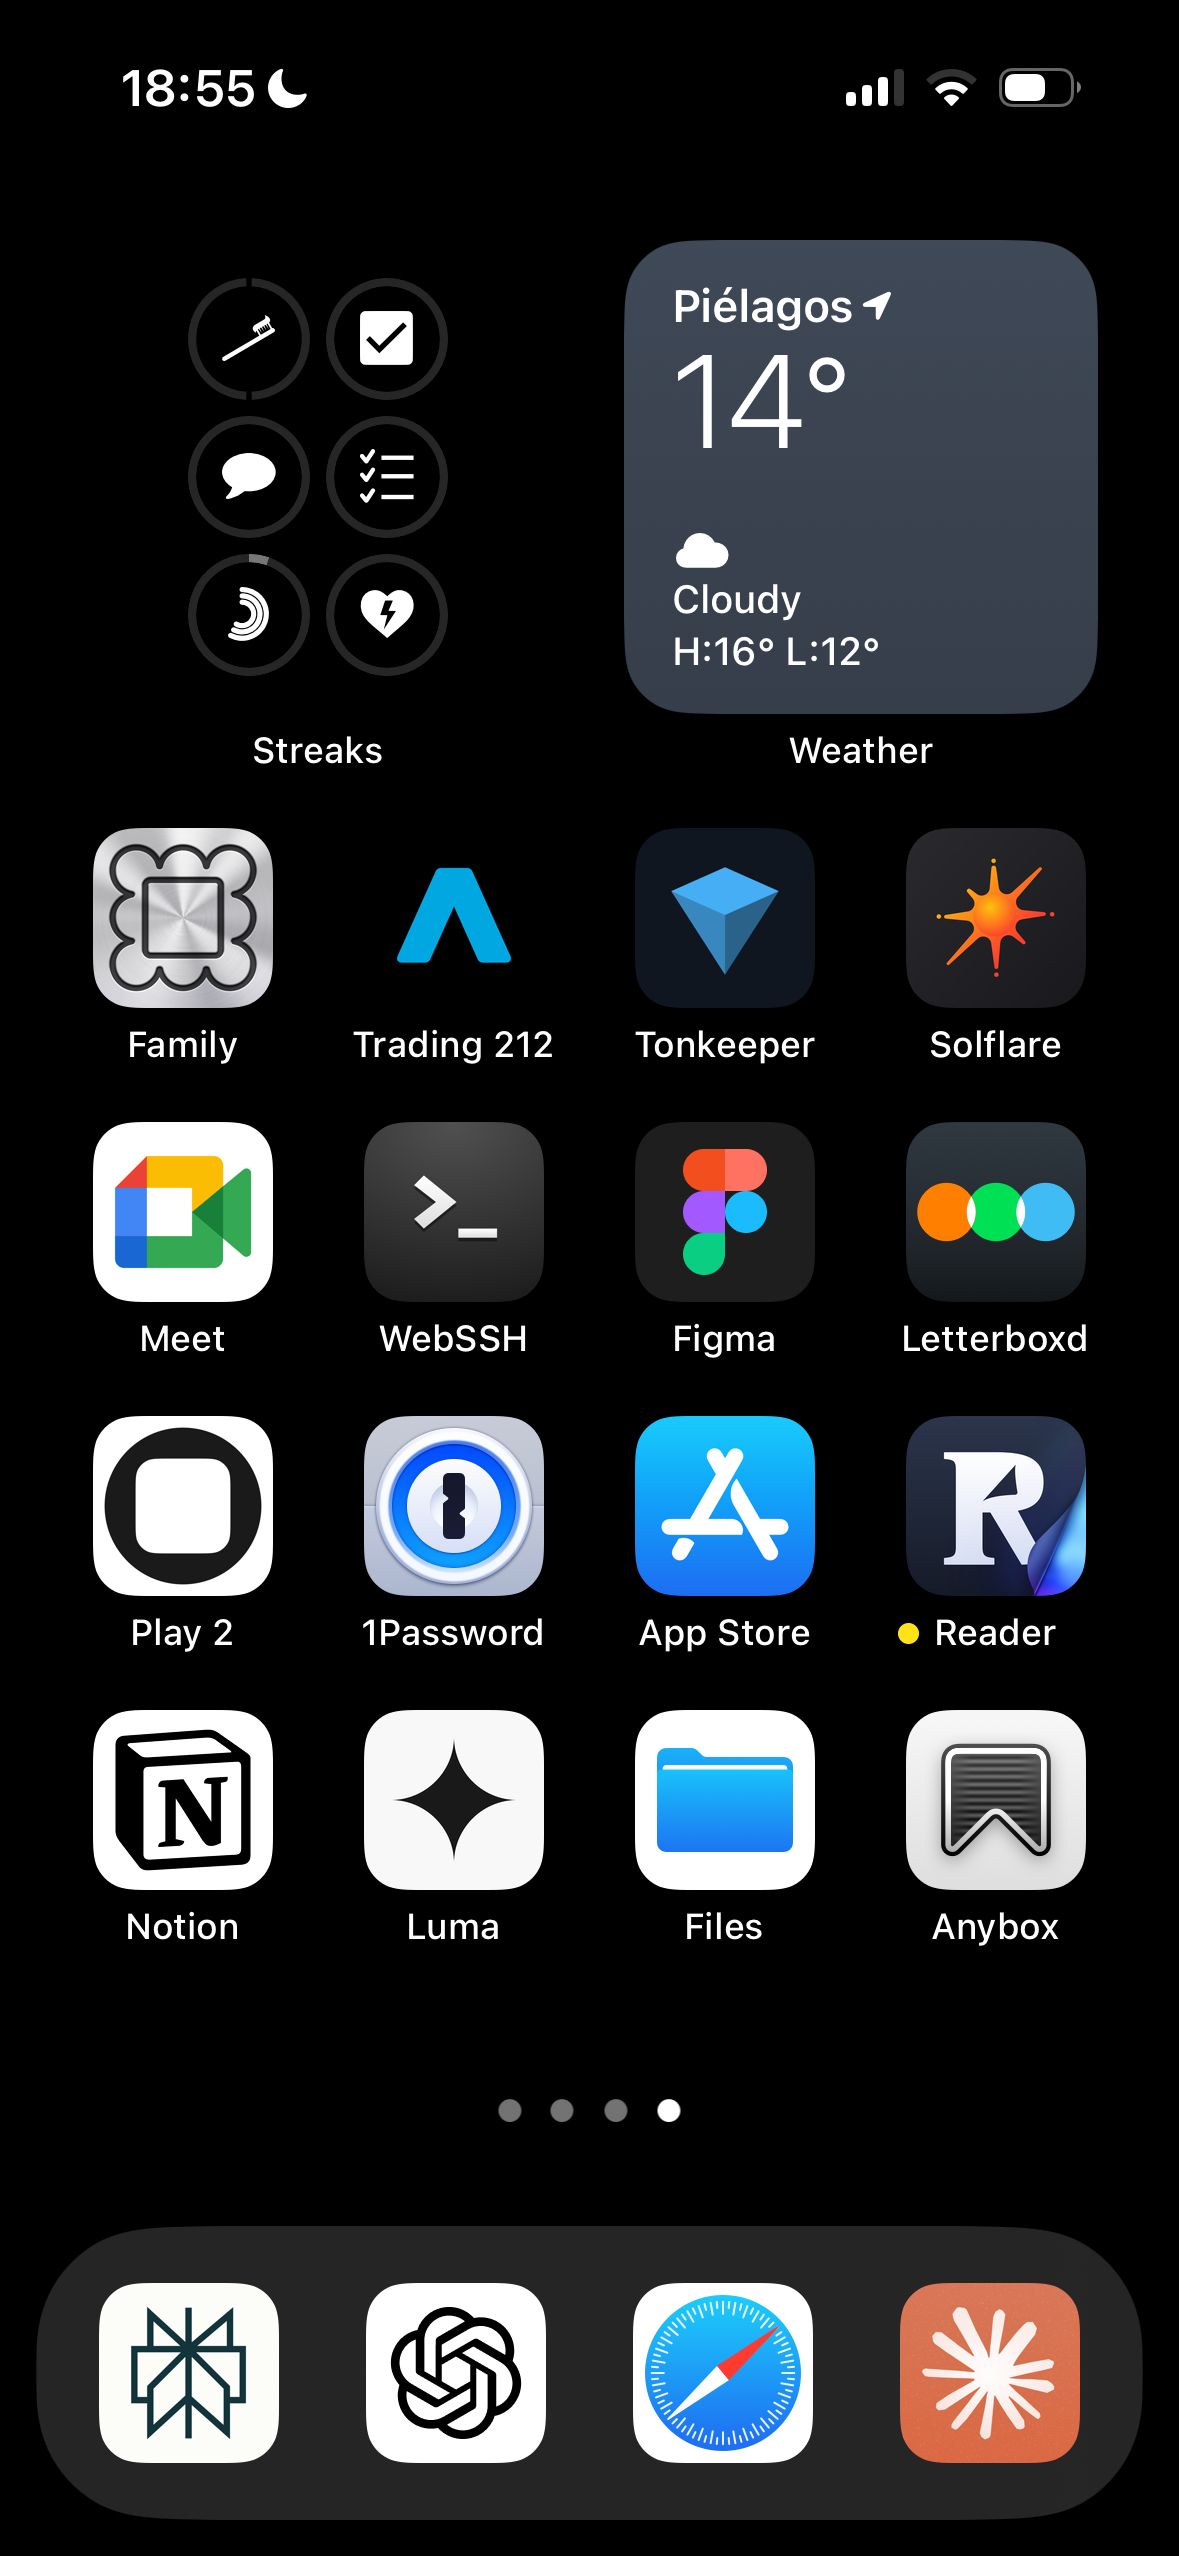 18:55
Piélagos
14°
Cloudy
H:16° L:12°
Streaks
Weather
Family
Trading 212
Tonkeeper
Solflare
Meet
WebSSH
Figma
Letterboxd
Play 2
1Password
App Store
Reader
Notion
Luma
Files
Anybox